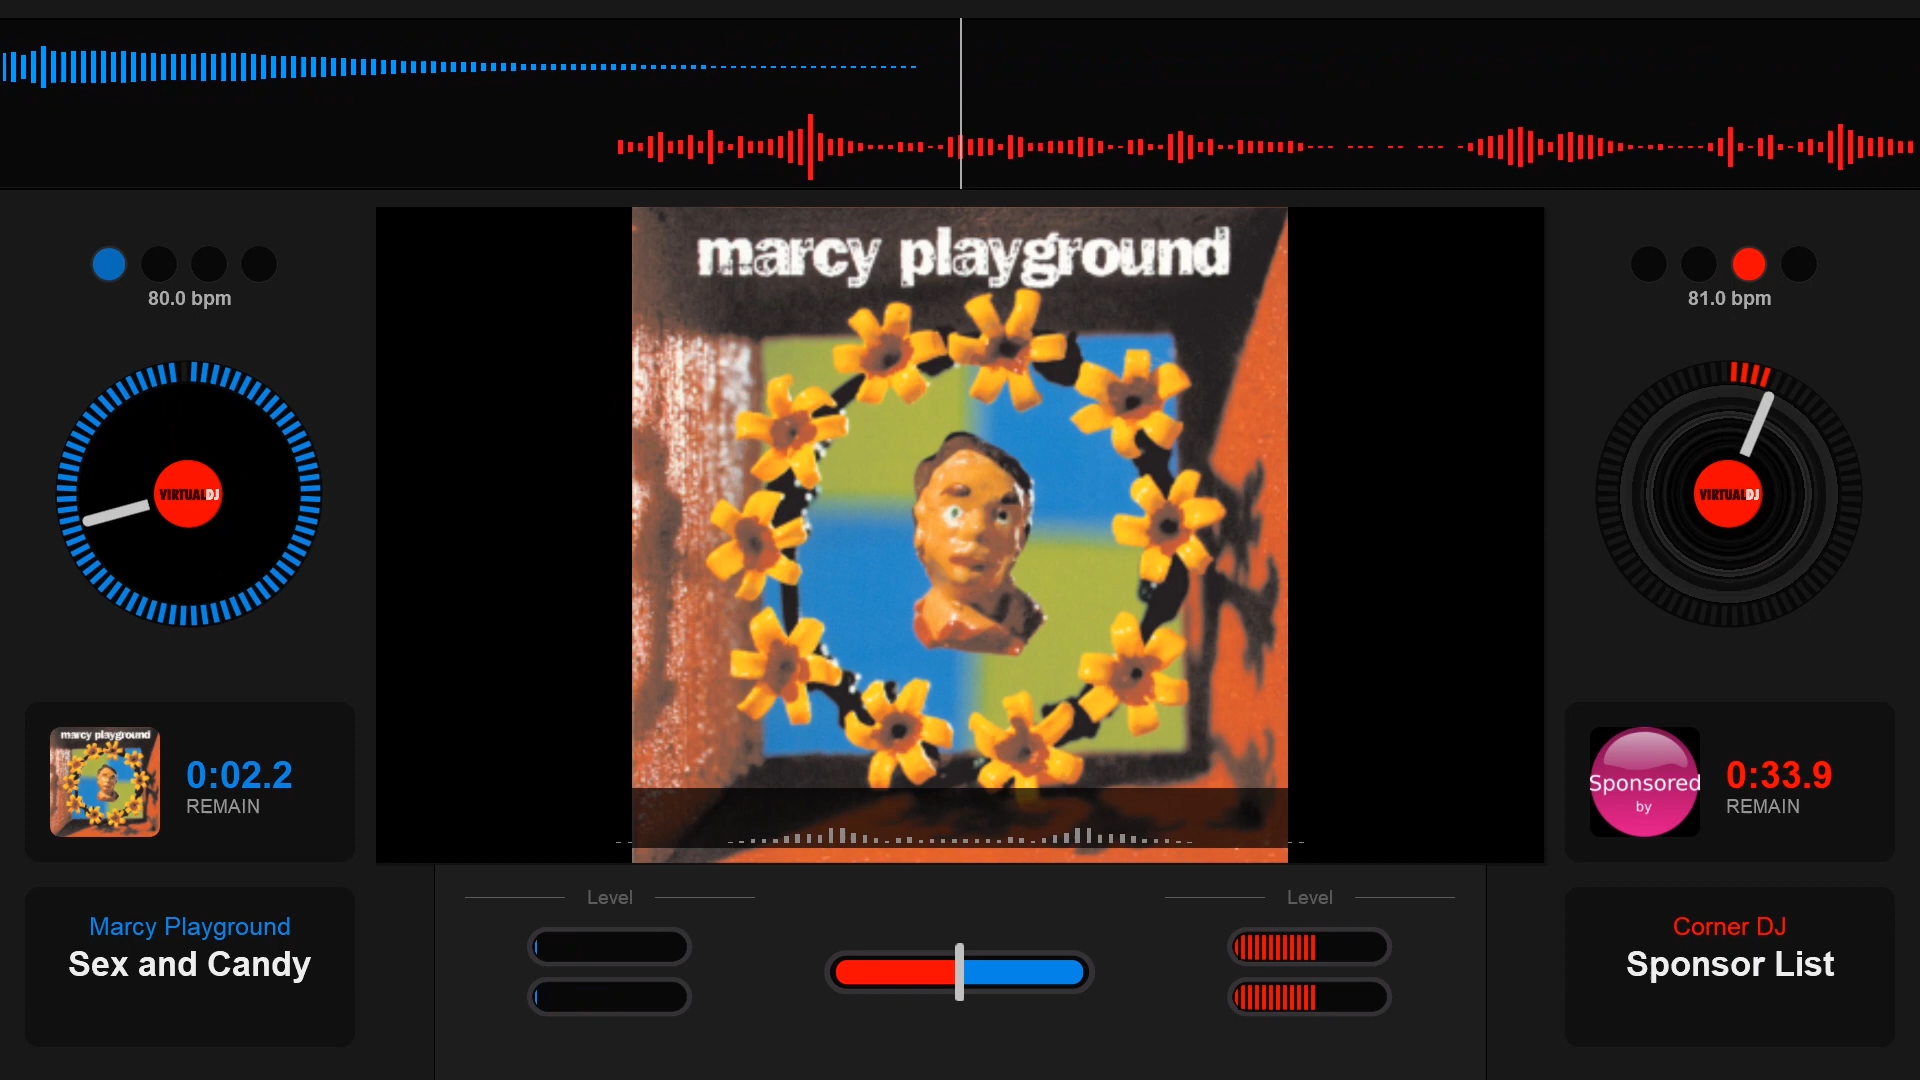 marcy playground
80.0 bpm
81.0 bpm
VIRTUALDJ
VIRTUALDJ
marcy playground
0:02.2
REMAIN
Sponsored
by
0:33.9
REMAIN
Marcy Playground
Sex and Candy
Level
Level
Corner DJ
Sponsor List